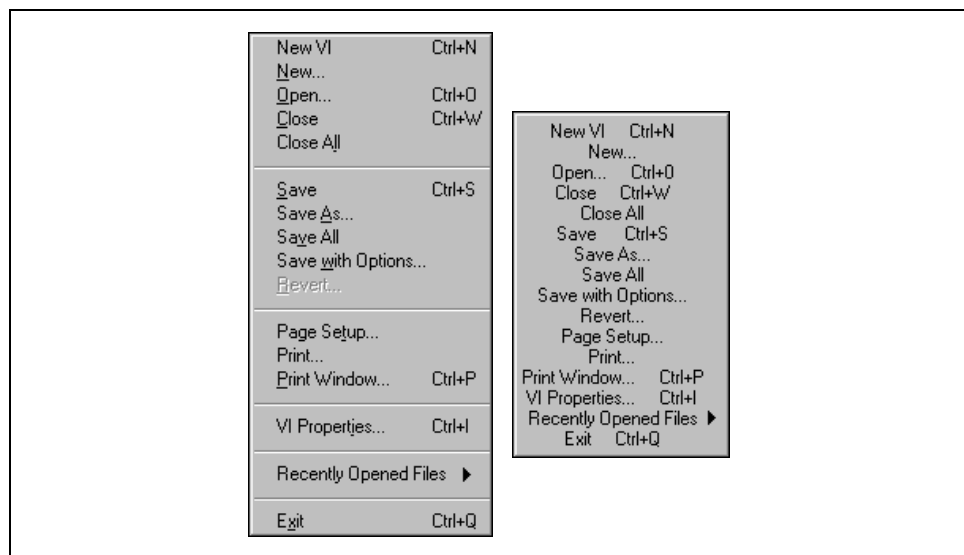 New VI Ctrl+N
New...
Open... Ctrl+O
Close Ctrl+W
Close All
Save Ctrl+S
Save As...
Save All
Save with Options...
Revert...
Page Setup...
Print...
Print Window... Ctrl+P
VI Properties... Ctrl+I
Recently Opened Files
Exit Ctrl+Q
New VI Ctrl+N
New...
Open... Ctrl+O
Close Ctrl+W
Close All
Save Ctrl+S
Save As...
Save All
Save with Options...
Revert...
Page Setup...
Print...
Print Window... Ctrl+P
VI Properties... Ctrl+I
Recently Opened Files
Exit Ctrl+Q